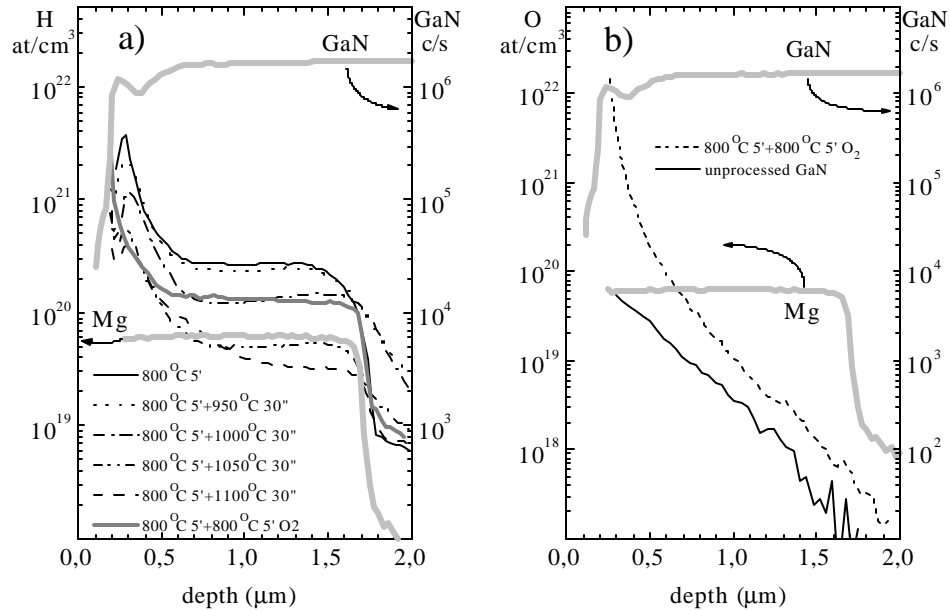 H
at/cm³
a)
GaN
GaN
c/s
10²²
10²¹
10²⁰
10¹⁹
10⁶
10⁵
10⁴
10³
Mg
800 °C 5'
800 °C 5'+950 °C 30"
800 °C 5'+1000 °C 30"
800 °C 5'+1050 °C 30"
800 °C 5'+1100 °C 30"
800 °C 5'+800 °C 5' O2
0,0 0,5 1,0 1,5 2,0
depth (μm)
O
at/cm³
b)
GaN
GaN
c/s
10²²
10²¹
10²⁰
10¹⁹
10¹⁸
10⁶
10⁵
10⁴
10³
10²
800 °C 5'+800 °C 5' O₂
unprocessed GaN
Mg
0,0 0,5 1,0 1,5 2,0
depth (μm)